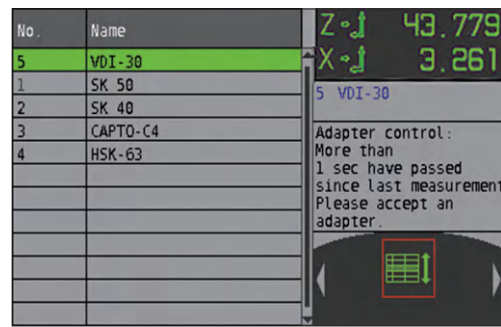 No. Name
5 VDI-30
1 SK 50
2 SK 40
3 CAPTO-C4
4 HSK-63
Z 43.779
X 3.261
5 VDI-30
Adapter control:
More than
1 sec have passed
since last measurement
Please accept an
adapter.